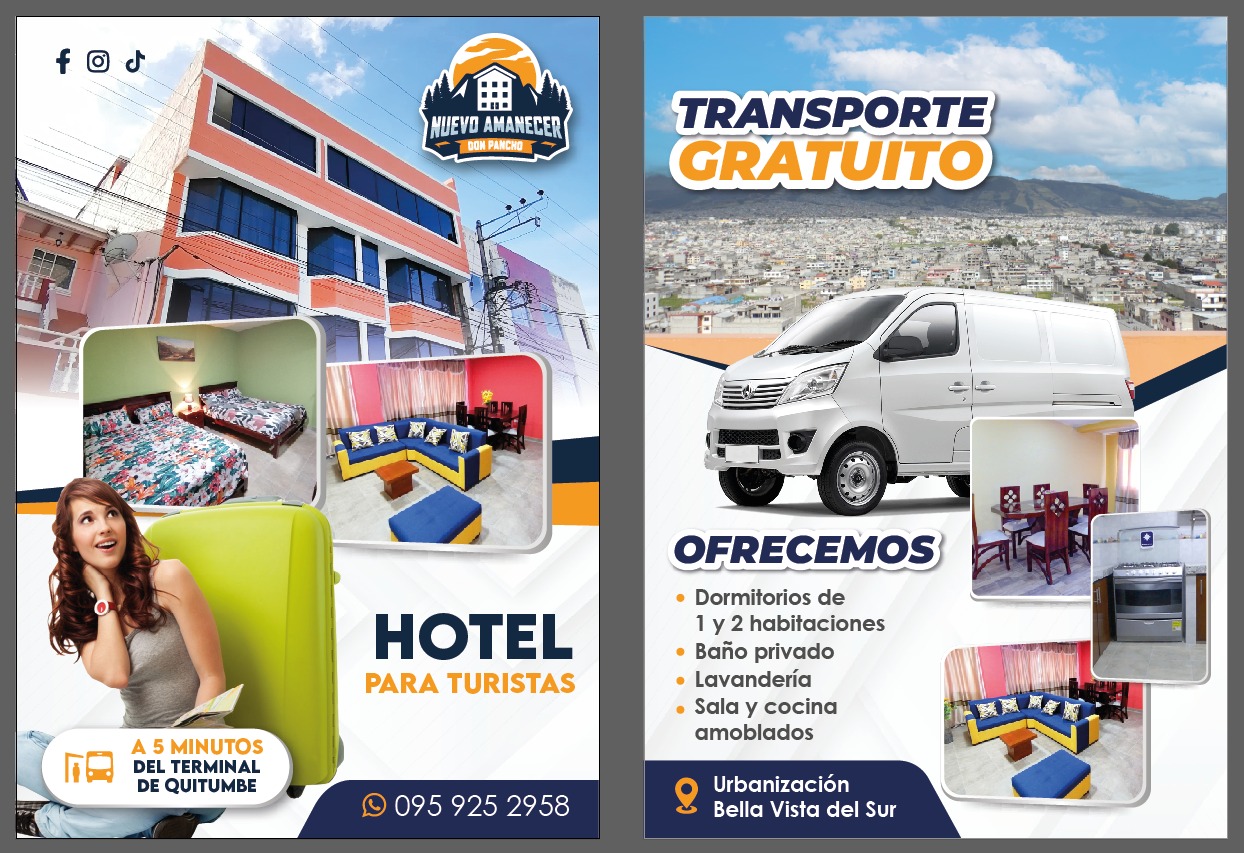 NUEVO AMANECER
DON PANCHO
HOTEL
PARA TURISTAS
A 5 MINUTOS
DEL TERMINAL
DE QUITUMBE
095 925 2958
TRANSPORTE
GRATUITO
OFRECEMOS
• Dormitorios de
1 y 2 habitaciones
• Baño privado
• Lavandería
• Sala y cocina
amoblados
Urbanización
Bella Vista del Sur